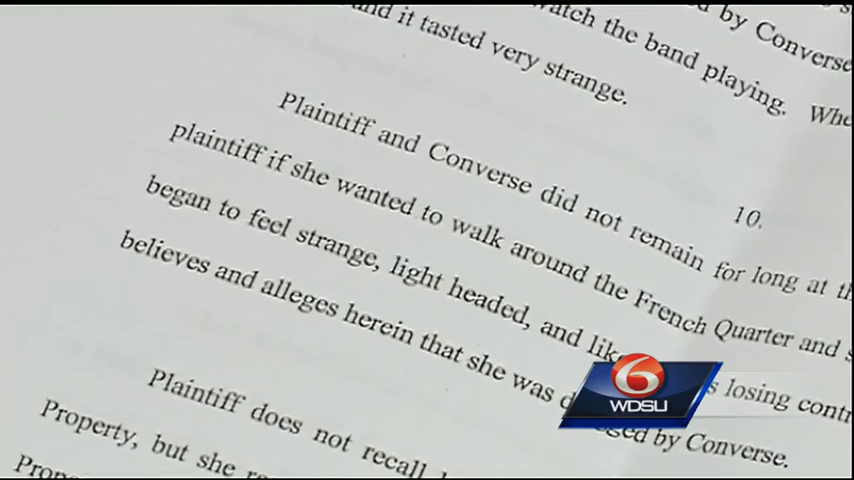 d by Converse
watch the band playing. Whe
and it tasted very strange.
10.
Plaintiff and Converse did not remain for long at th
plaintiff if she wanted to walk around the French Quarter and s
began to feel strange, light headed, and lik s losing contr
believes and alleges herein that she was d gged by Converse.
Plaintiff does not recall
Property, but she
Prope
6
WDSU